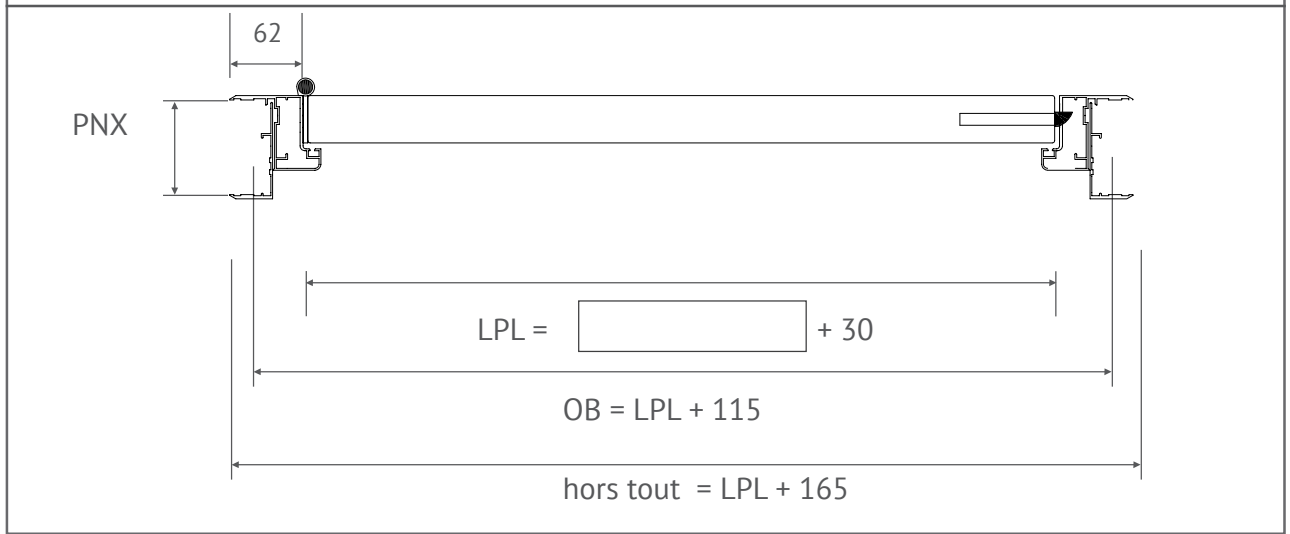 62
PNX
LPL = + 30
OB = LPL + 115
hors tout = LPL + 165